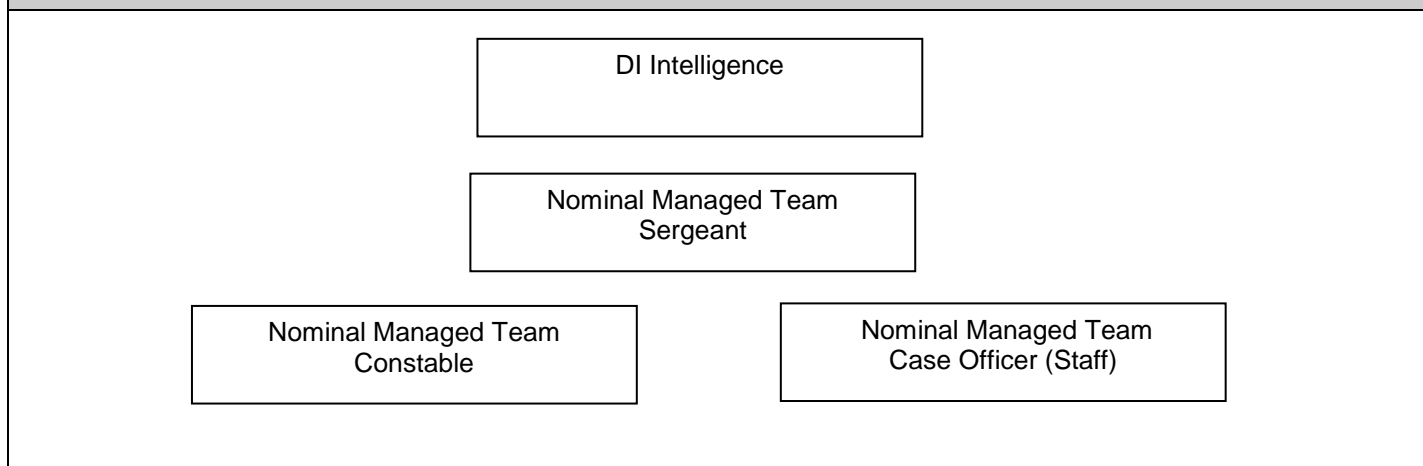 DI Intelligence
Nominal Managed Team
Sergeant
Nominal Managed Team
Constable
Nominal Managed Team
Case Officer (Staff)